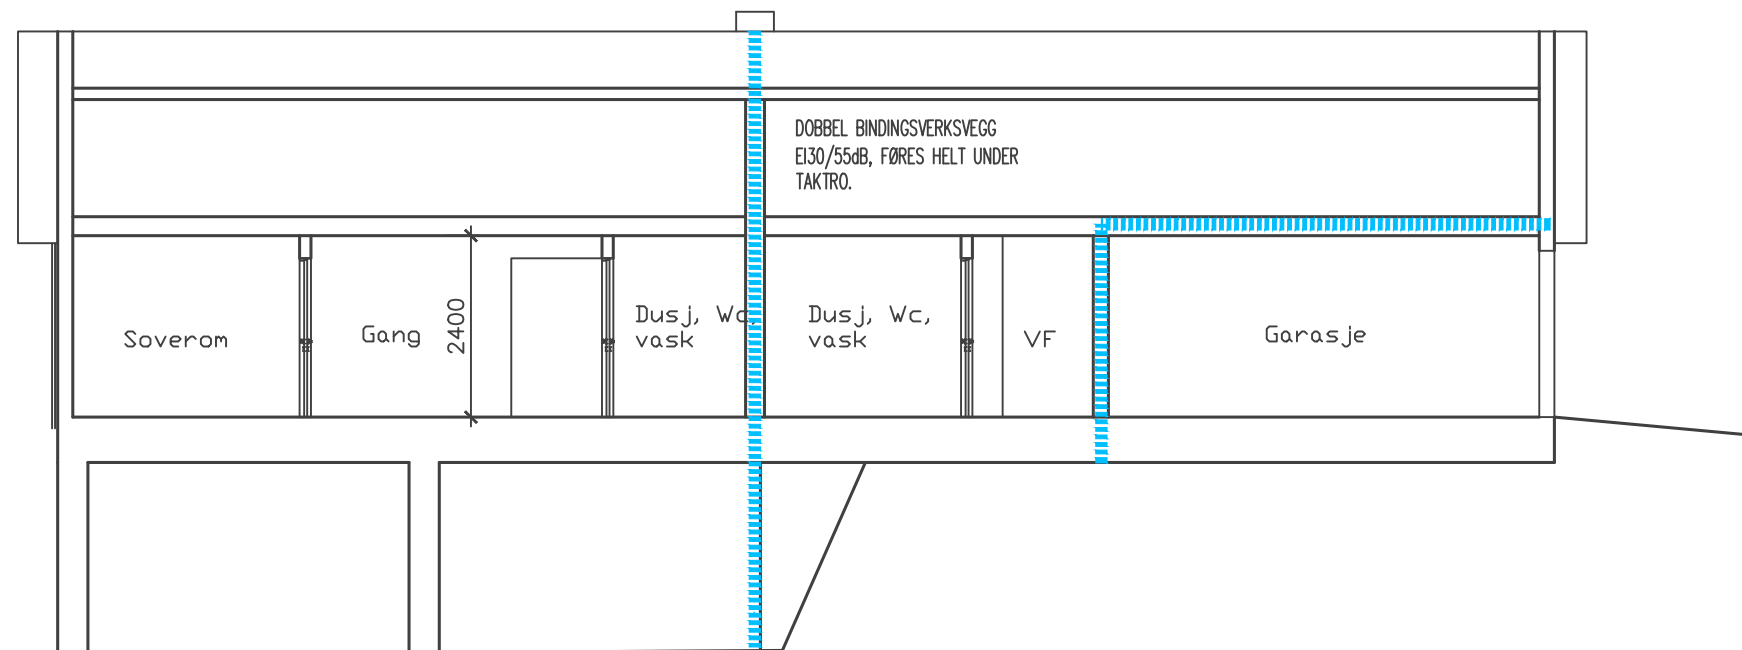 DOBBEL BINDINGSVERKSVEGG
EI30/55dB, FØRES HELT UNDER
TAKTRO.
Soverom
Gang
2400
Dusj, Wc,
vask
Dusj, Wc,
vask
VF
Garasje